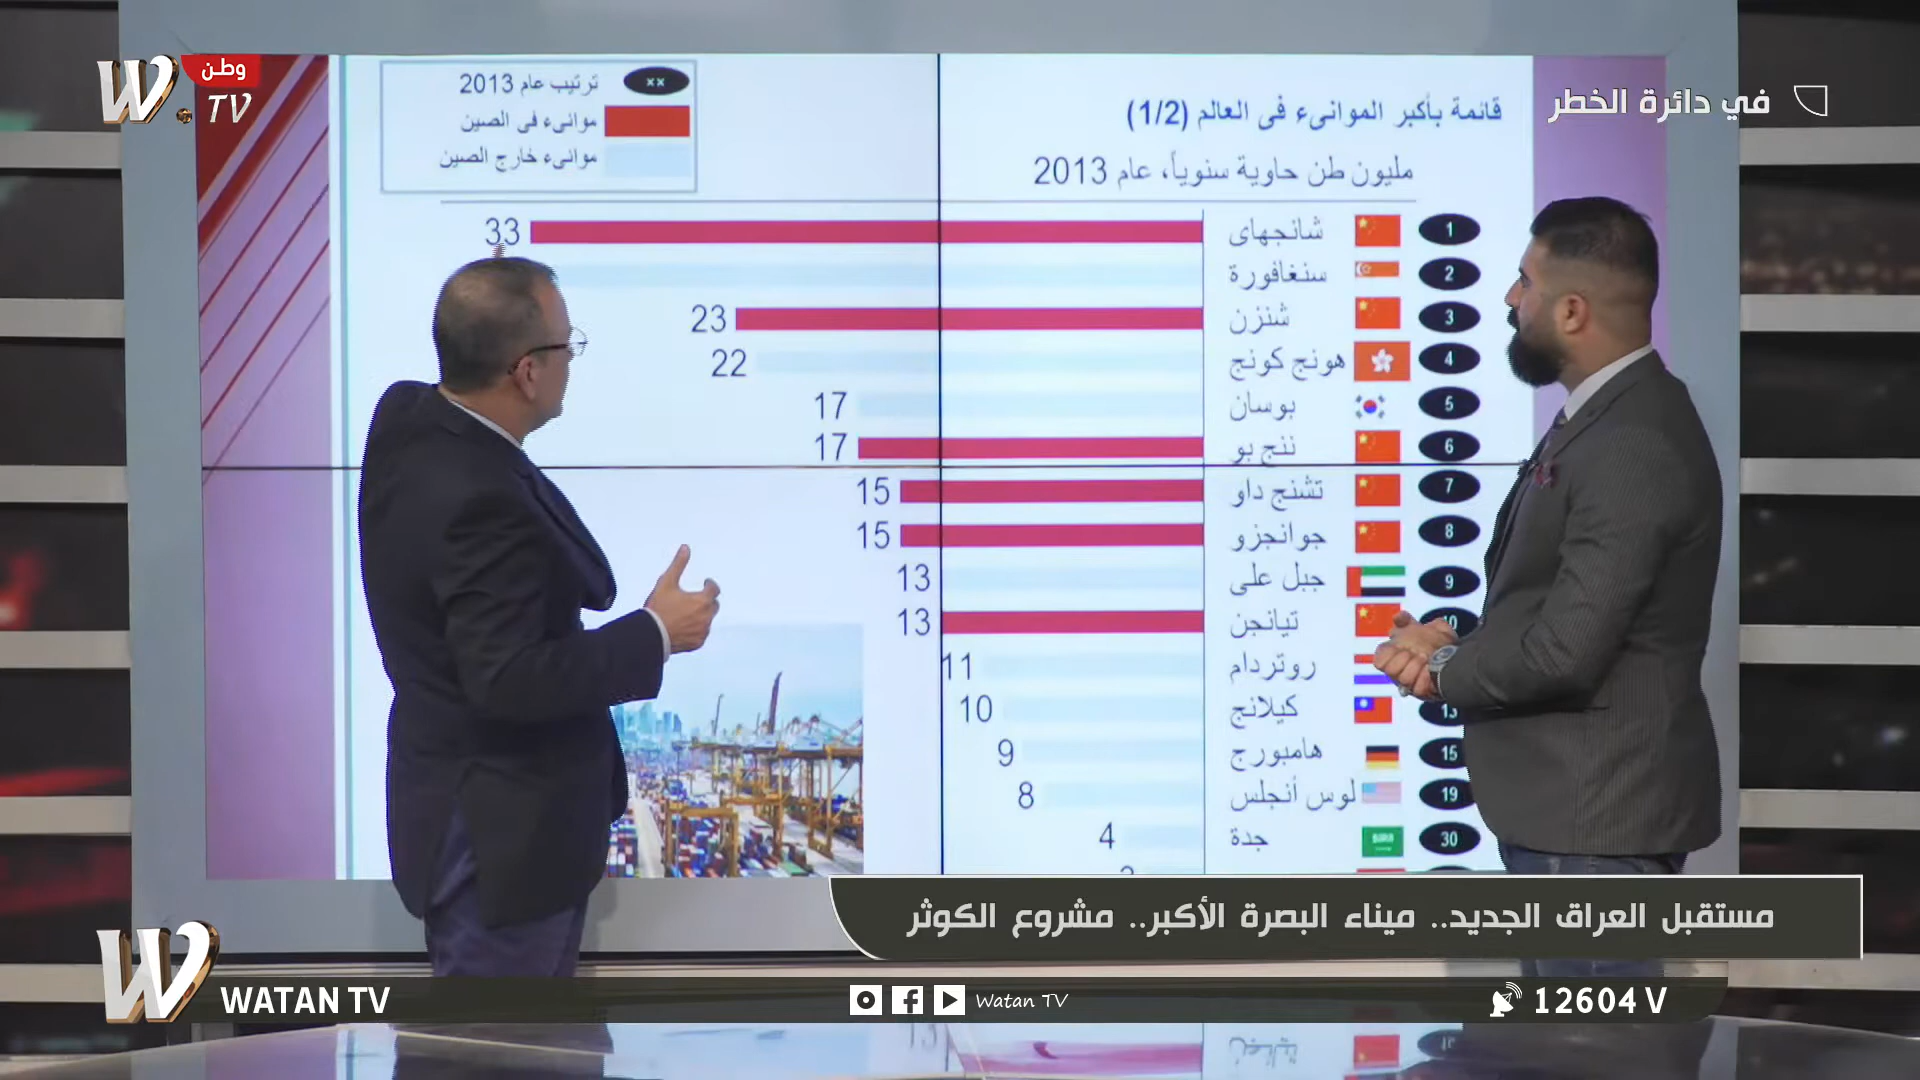 وطن
W.
TV
في دائرة الخطر
قائمة بأكبر الموانىء فى العالم (1/2)
مليون طن حاوية سنوياً، عام 2013
xx ترتيب عام 2013
موانىء فى الصين
موانىء خارج الصين
1 شانجهاى 33
2 سنغافورة
3 شنزن 23
4 هونج كونج 22
5 بوسان 17
6 ننج بو 17
7 تشنج داو 15
8 جوانجزو 15
9 جبل على 13
10 تيانجن 13
روتردام 11
13 كيلانج 10
15 هامبورج 9
19 لوس أنجلس 8
30 جدة 4
مستقبل العراق الجديد.. ميناء البصرة الأكبر.. مشروع الكوثر
W
WATAN TV
Watan TV
12604 V